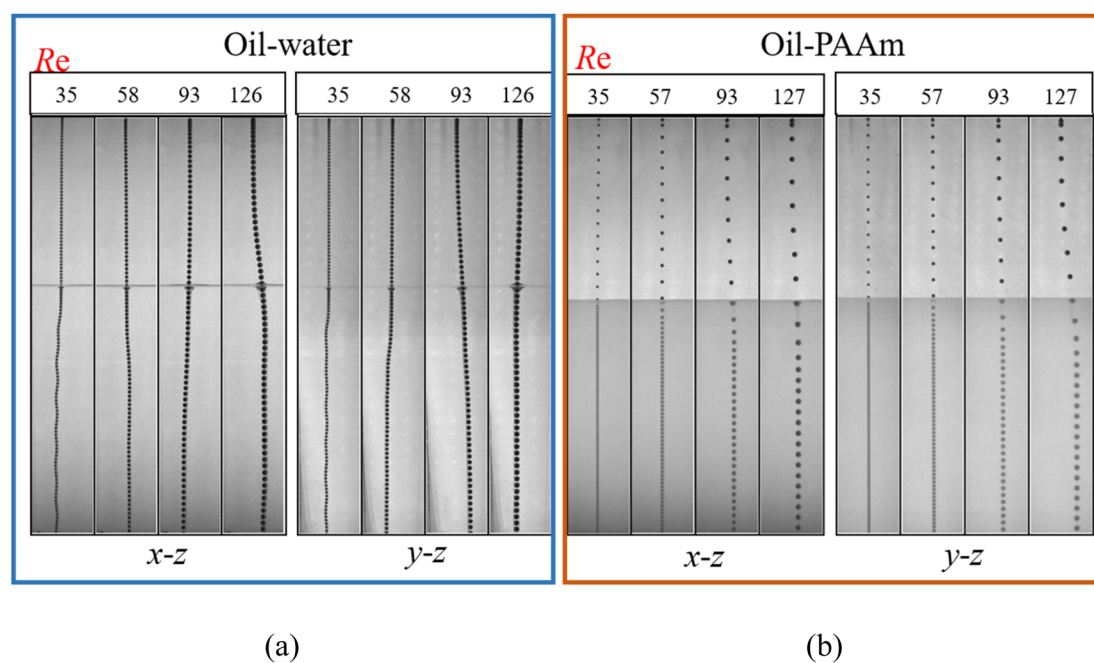 Oil-water
Re
35 58 93 126
35 58 93 126
x-z
y-z
(a)
Oil-PAAm
Re
35 57 93 127
35 57 93 127
x-z
y-z
(b)